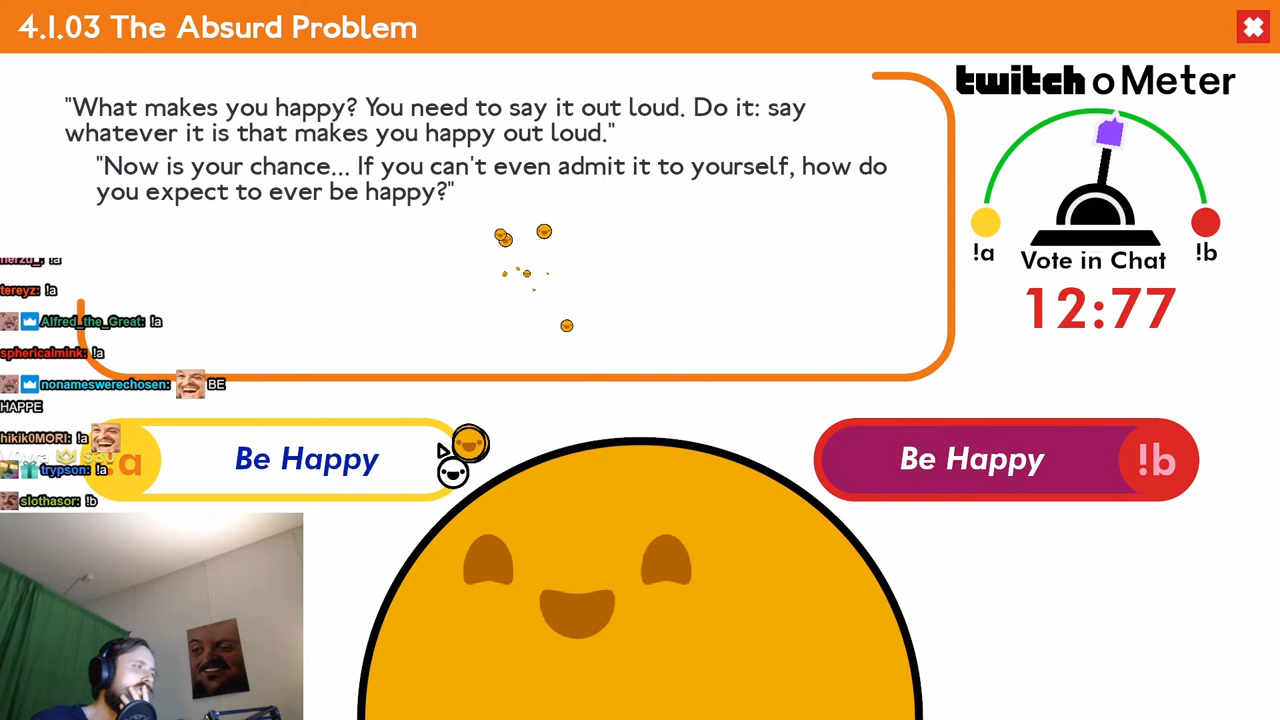 4.1.03 The Absurd Problem
"What makes you happy? You need to say it out loud. Do it: say
whatever it is that makes you happy out loud."
"Now is your chance... If you can't even admit it to yourself, how do
you expect to ever be happy?"
twitch o Meter
!a
!b
Vote in Chat
12:77
!a
tereyz: !a
Alfred_the_Great: !a
sphericalmink: !a
nonameswerechosen: BE
HAPPE
hikik0MORI: !a
trypson: !a
slothasor: !b
a
Be Happy
Be Happy
!b